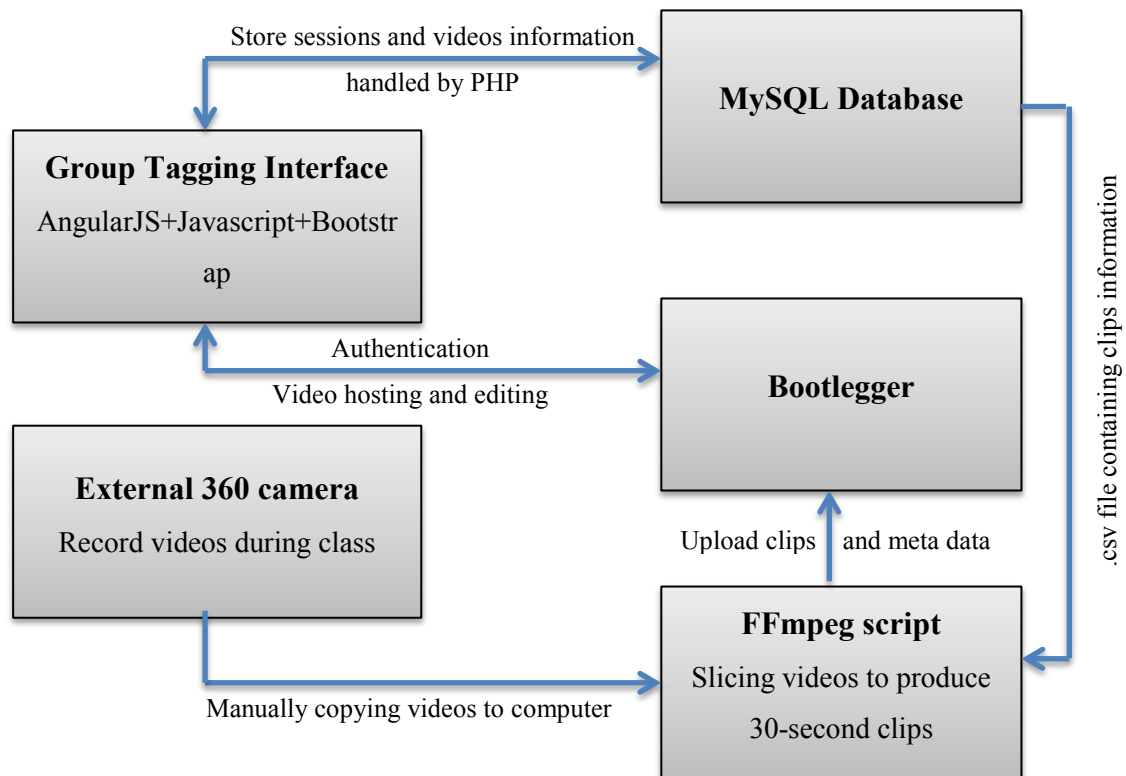 Store sessions and videos information
handled by PHP
MySQL Database
Group Tagging Interface
AngularJS+Javascript+Bootstr
ap
.csv file containing clips information
Authentication
Video hosting and editing
Bootlegger
External 360 camera
Record videos during class
Upload clips and meta data
FFmpeg script
Slicing videos to produce
30-second clips
Manually copying videos to computer